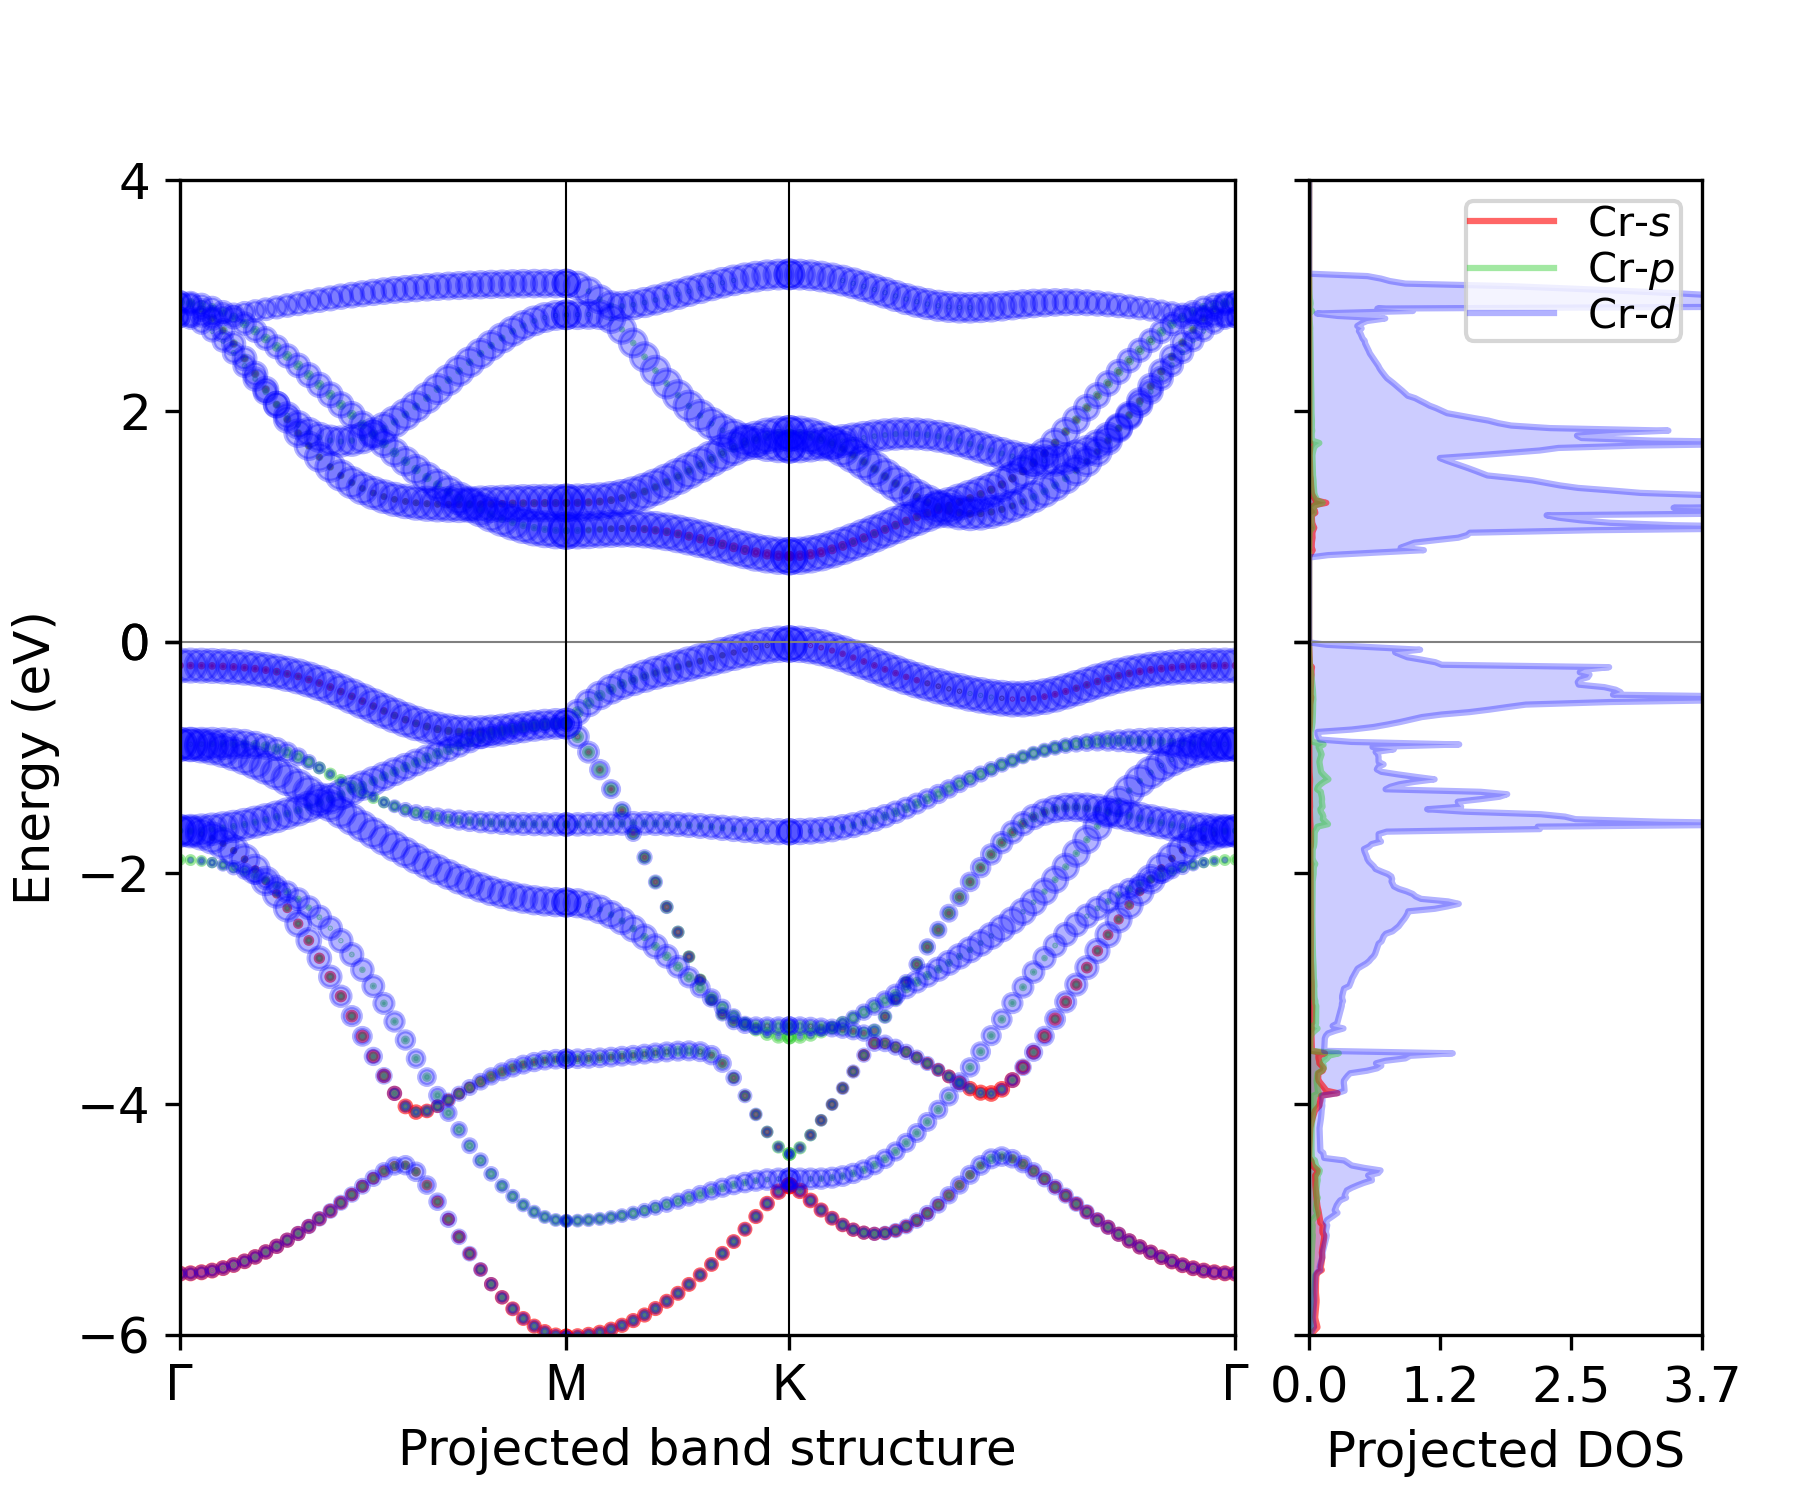 4
2
0
−2
−4
−6
Energy (eV)
Γ M K Γ
Projected band structure
Cr-s
Cr-p
Cr-d
0.0 1.2 2.5 3.7
Projected DOS